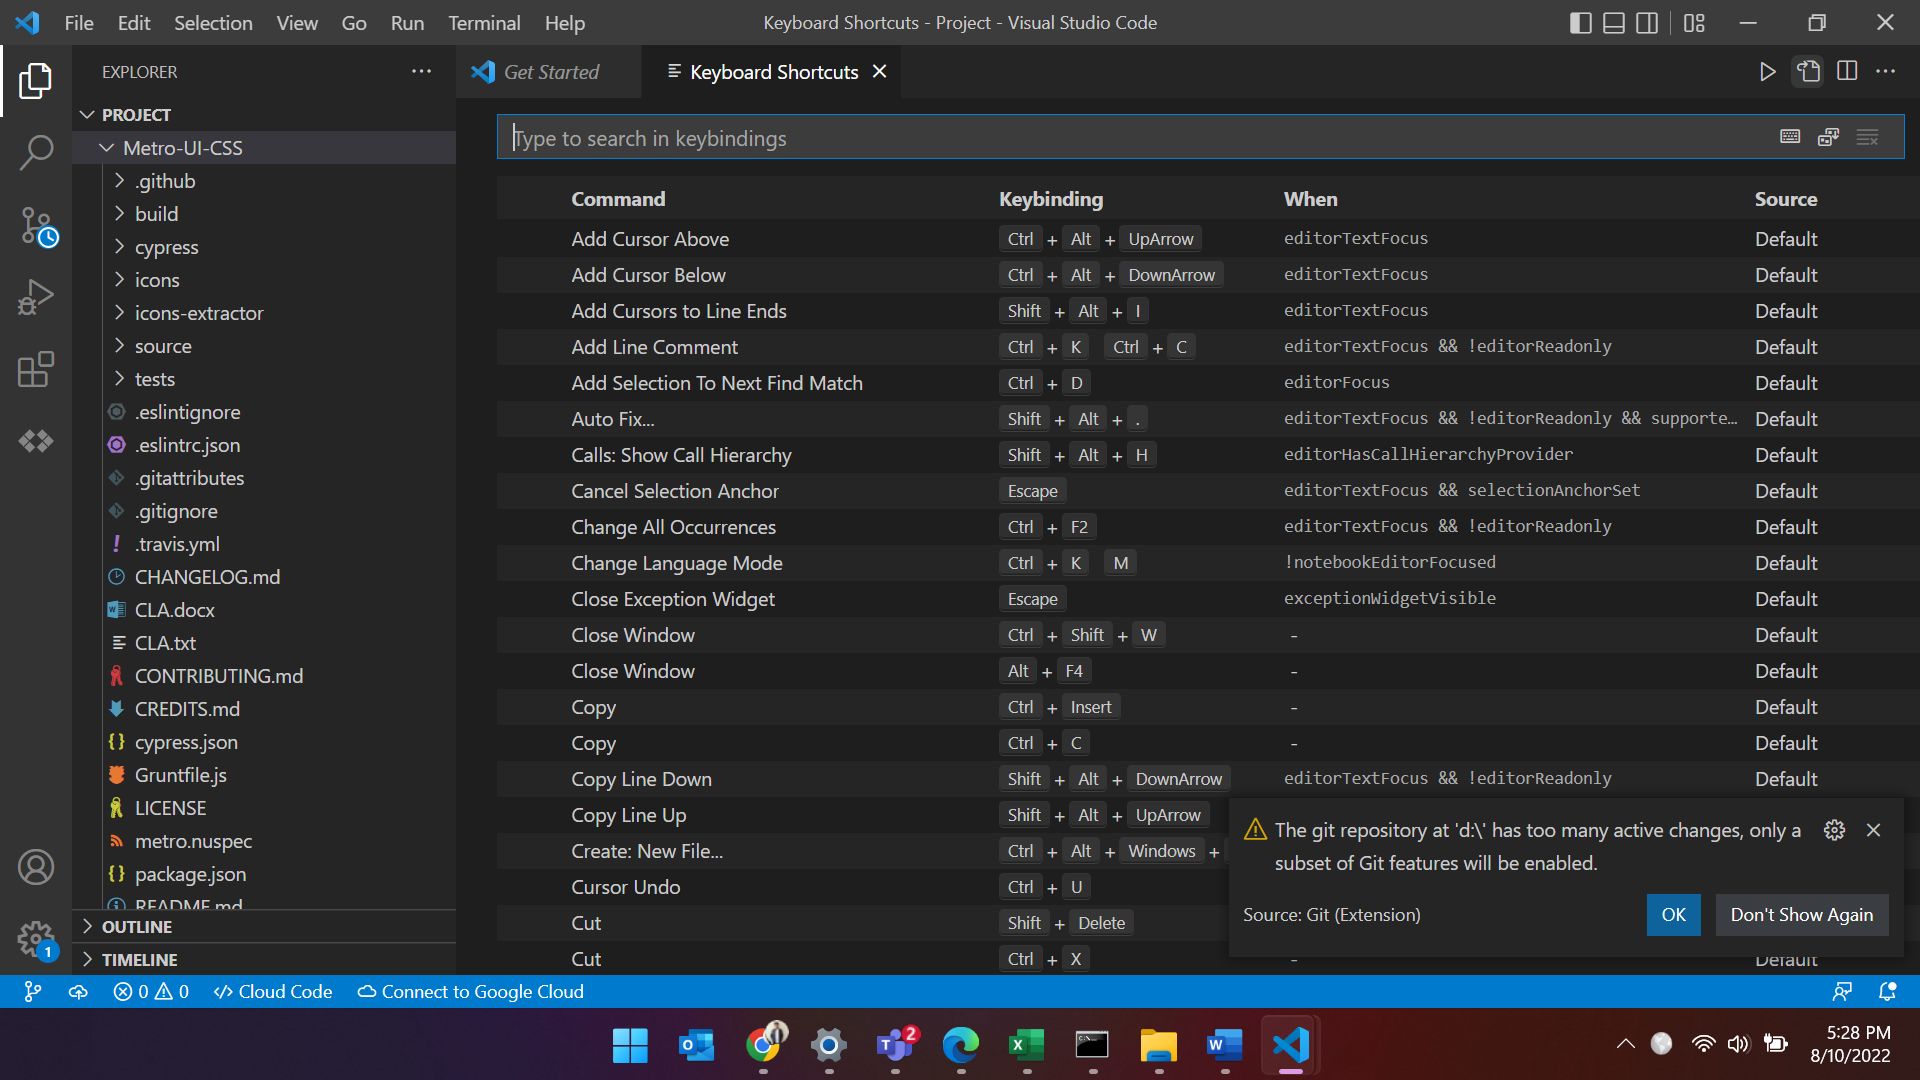 File Edit Selection View Go Run Terminal Help
Keyboard Shortcuts - Project - Visual Studio Code
EXPLORER
PROJECT
Metro-UI-CSS
.github
build
cypress
icons
icons-extractor
source
tests
.eslintignore
.eslintrc.json
.gitattributes
.gitignore
.travis.yml
CHANGELOG.md
CLA.docx
CLA.txt
CONTRIBUTING.md
CREDITS.md
cypress.json
Gruntfile.js
LICENSE
metro.nuspec
package.json
README.md
OUTLINE
TIMELINE
1
Get Started
Keyboard Shortcuts
Type to search in keybindings
Command Keybinding When Source
Add Cursor Above Ctrl + Alt + UpArrow editorTextFocus Default
Add Cursor Below Ctrl + Alt + DownArrow editorTextFocus Default
Add Cursors to Line Ends Shift + Alt + I editorTextFocus Default
Add Line Comment Ctrl + K Ctrl + C editorTextFocus && !editorReadonly Default
Add Selection To Next Find Match Ctrl + D editorFocus Default
Auto Fix... Shift + Alt + . editorTextFocus && !editorReadonly && supporte... Default
Calls: Show Call Hierarchy Shift + Alt + H editorHasCallHierarchyProvider Default
Cancel Selection Anchor Escape editorTextFocus && selectionAnchorSet Default
Change All Occurrences Ctrl + F2 editorTextFocus && !editorReadonly Default
Change Language Mode Ctrl + K M !notebookEditorFocused Default
Close Exception Widget Escape exceptionWidgetVisible Default
Close Window Ctrl + Shift + W - Default
Close Window Alt + F4 - Default
Copy Ctrl + Insert - Default
Copy Ctrl + C - Default
Copy Line Down Shift + Alt + DownArrow editorTextFocus && !editorReadonly Default
Copy Line Up Shift + Alt + UpArrow
Create: New File... Ctrl + Alt + Windows +
Cursor Undo Ctrl + U
Cut Shift + Delete
Cut Ctrl + X - Default
The git repository at 'd:\' has too many active changes, only a
subset of Git features will be enabled.
Source: Git (Extension) OK Don't Show Again
0 0 Cloud Code Connect to Google Cloud
2
5:28 PM
8/10/2022